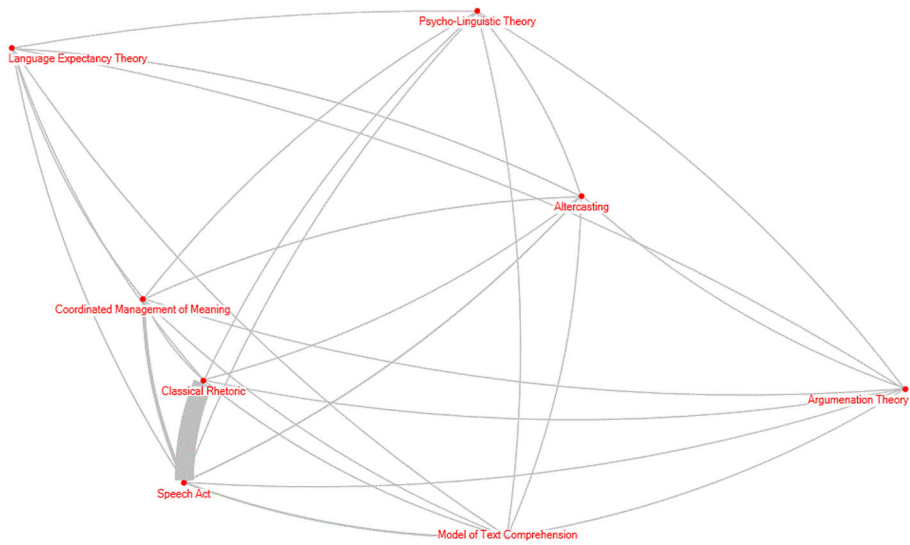 Psycho-Linguistic Theory
Language Expectancy Theory
Altercasting
Coordinated Management of Meaning
Classical Rhetoric
Argumenation Theory
Speech Act
Model of Text Comprehension